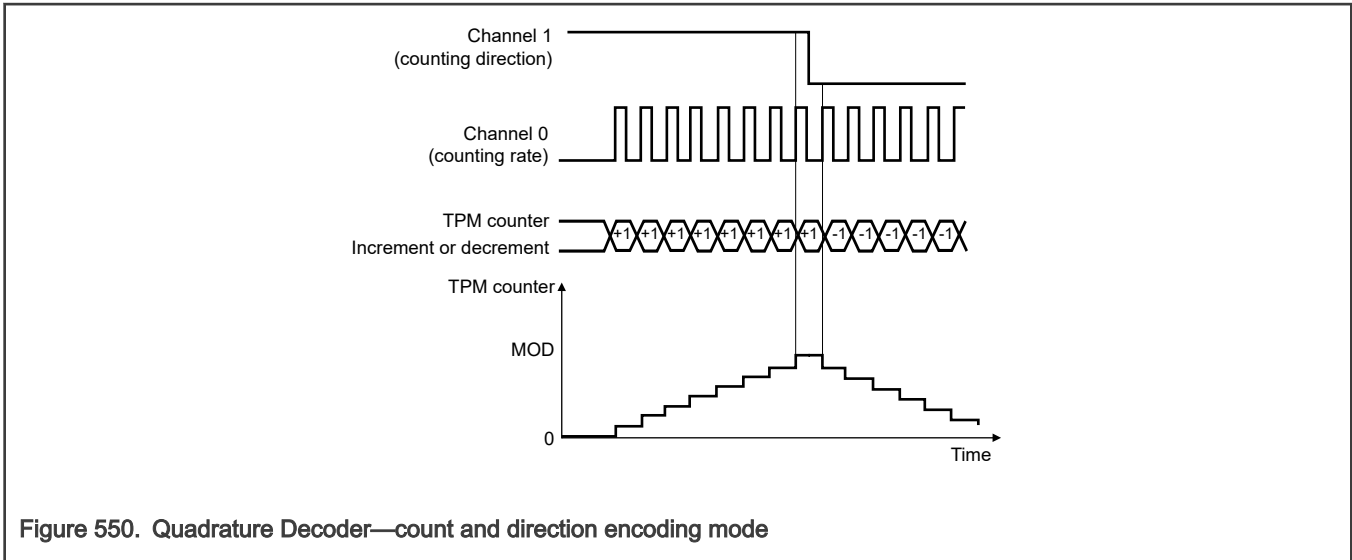 Channel 1
(counting direction)
Channel 0
(counting rate)
TPM counter
Increment or decrement
+1 +1 +1 +1 +1 +1 +1 +1 -1 -1 -1 -1 -1
TPM counter
MOD
0
Time
Figure 550. Quadrature Decoder—count and direction encoding mode